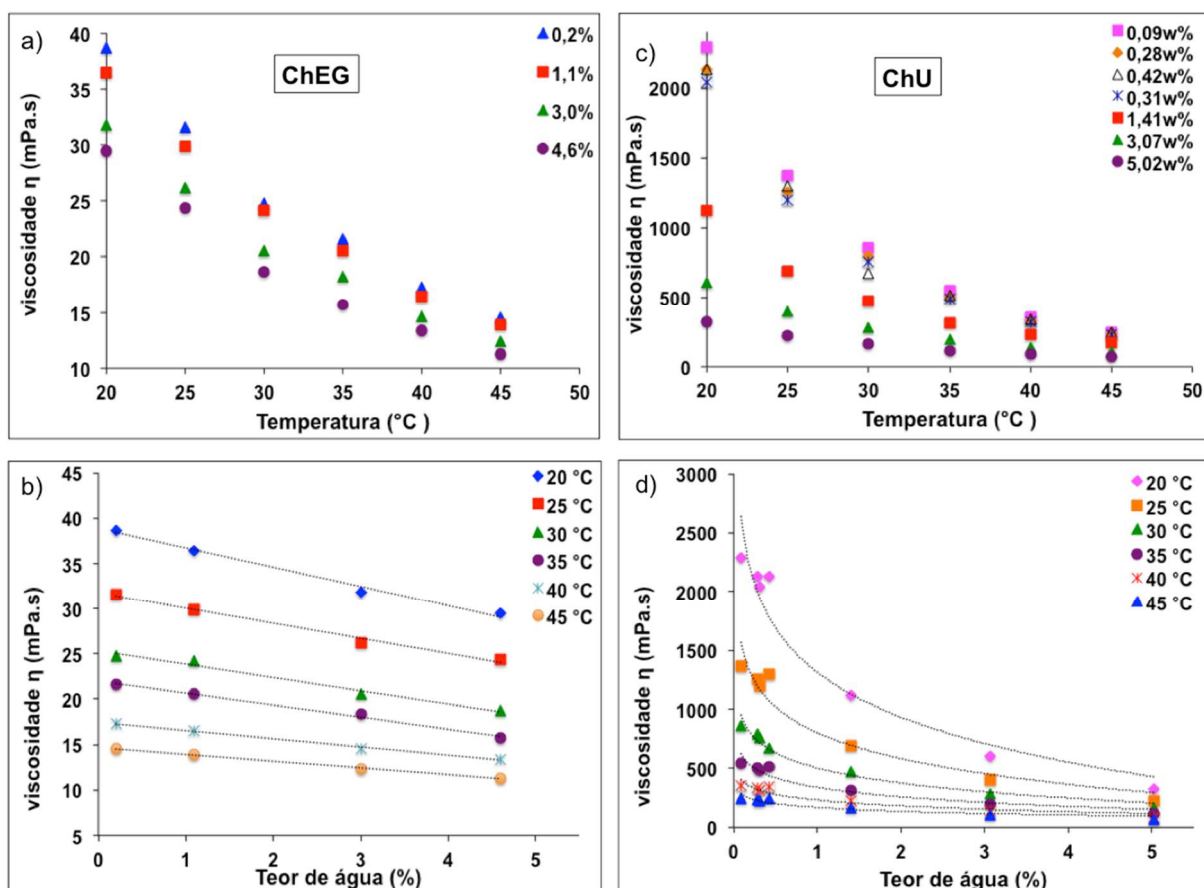 a)
ChEG
0,2%
1,1%
3,0%
4,6%
40
35
30
25
20
15
10
viscosidade η (mPa.s)
20 25 30 35 40 45 50
Temperatura (°C )
c)
ChU
0,09w%
0,28w%
0,42w%
0,31w%
1,41w%
3,07w%
5,02w%
2000
1500
1000
500
0
viscosidade η (mPa.s)
20 25 30 35 40 45 50
Temperatura (°C)
b)
20 °C
25 °C
30 °C
35 °C
40 °C
45 °C
45
40
35
30
25
20
15
10
5
viscosidade η (mPa.s)
0 1 2 3 4 5
Teor de água (%)
d)
20 °C
25 °C
30 °C
35 °C
40 °C
45 °C
3000
2500
2000
1500
1000
500
0
viscosidade η (mPa.s)
0 1 2 3 4 5
Teor de água (%)